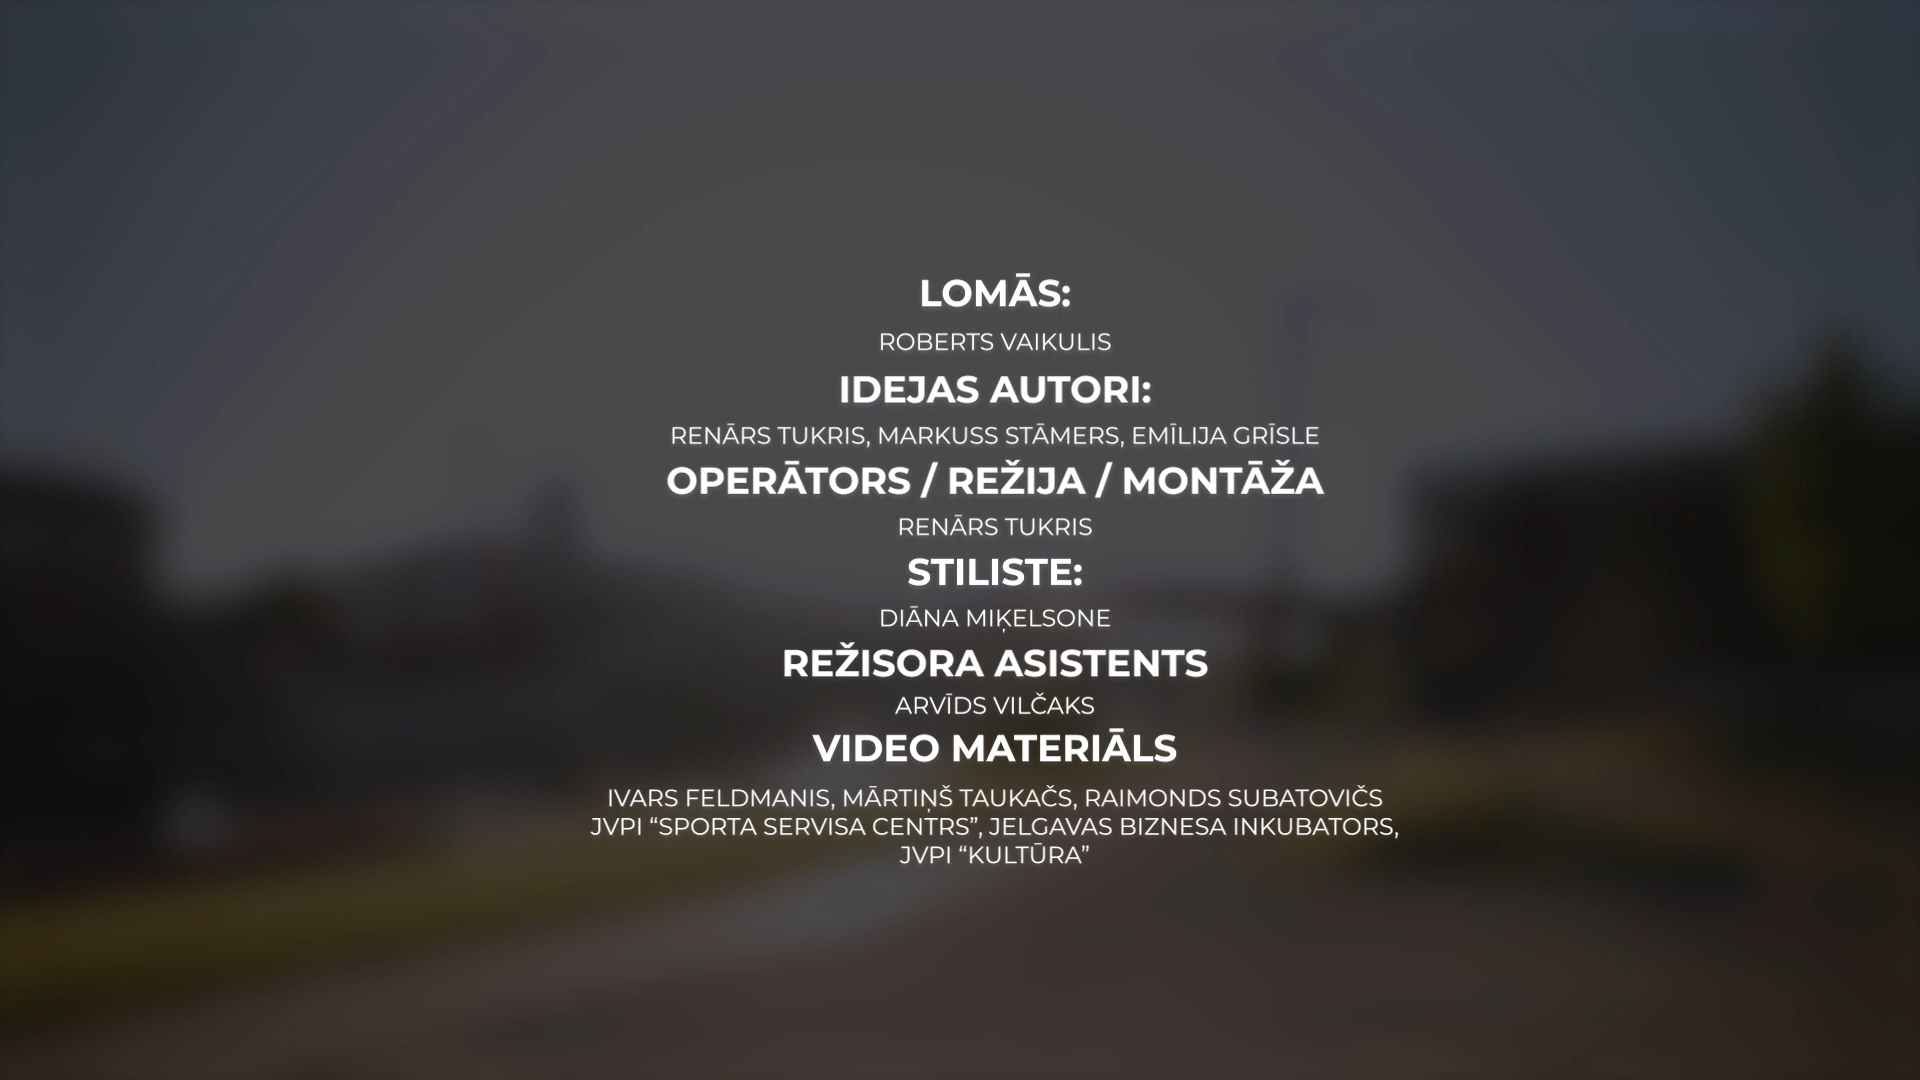 LOMĀS:
ROBERTS VAIKULIS
IDEJAS AUTORI:
RENĀRS TUKRIS, MARKUSS STĀMERS, EMĪLIJA GRĪSLE
OPERĀTORS / REŽIJA / MONTĀŽA
RENĀRS TUKRIS
STILISTE:
DIĀNA MIĶELSONE
REŽISORA ASISTENTS
ARVĪDS VILČAKS
VIDEO MATERIĀLS
IVARS FELDMANIS, MĀRTIŅŠ TAUKAČS, RAIMONDS SUBATOVIČS
JVPI “SPORTA SERVISA CENTRS”, JELGAVAS BIZNESA INKUBATORS,
JVPI “KULTŪRA”